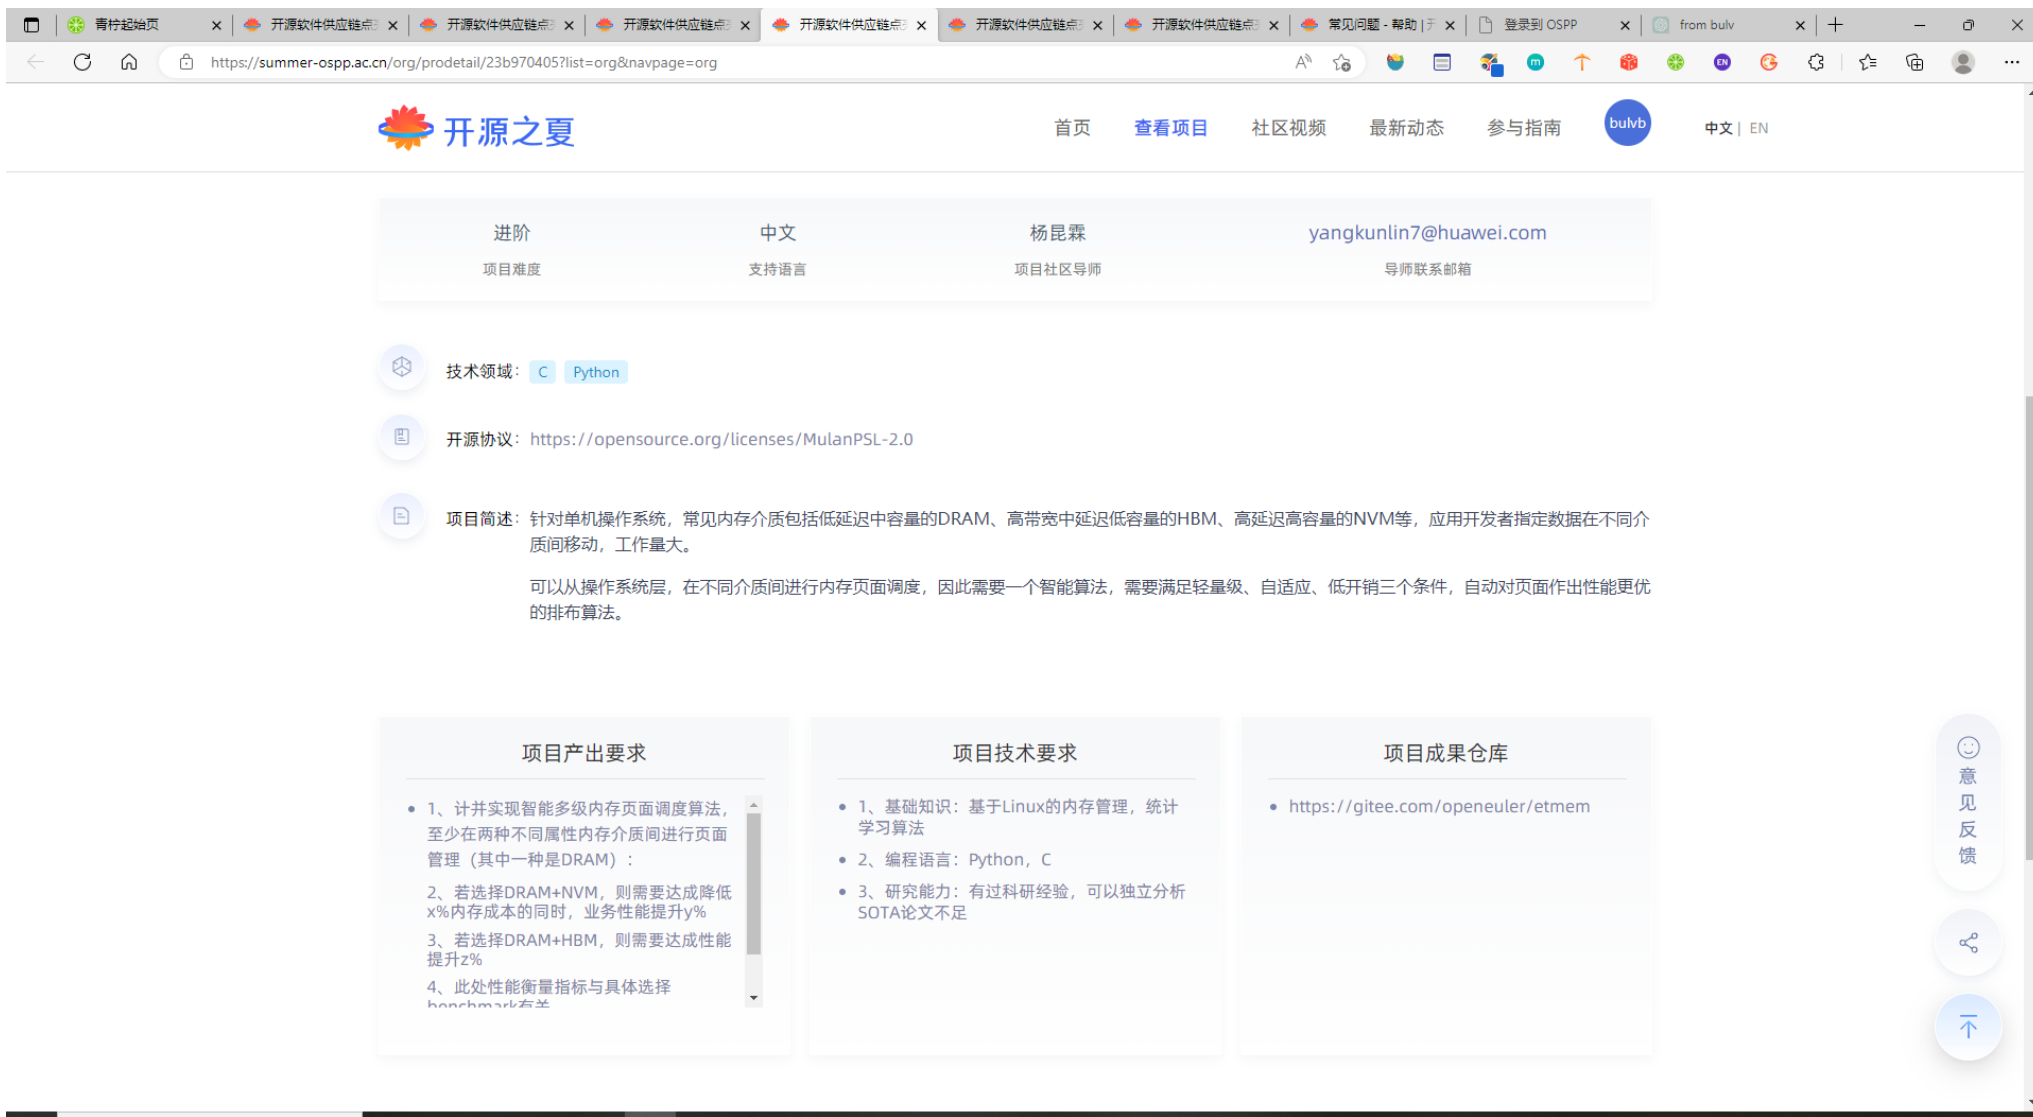 青柠起始页
开源软件供应链点
开源软件供应链点
开源软件供应链点
开源软件供应链点
开源软件供应链点
开源软件供应链点
常见问题 - 帮助 |
登录到 OSPP
from bulv
https://summer-ospp.ac.cn/org/prodetail/23b970405?list=org&navpage=org
开源之夏
首页
查看项目
社区视频
最新动态
参与指南
bulvb
中文 | EN
进阶
中文
杨昆霖
yangkunlin7@huawei.com
项目难度
支持语言
项目社区导师
导师联系邮箱
技术领域： C Python
开源协议： https://opensource.org/licenses/MulanPSL-2.0
项目简述： 针对单机操作系统，常见内存介质包括低延迟中容量的DRAM、高带宽中延迟低容量的HBM、高延迟高容量的NVM等，应用开发者指定数据在不同介
质间移动，工作量大。
可以从操作系统层，在不同介质间进行内存页面调度，因此需要一个智能算法，需要满足轻量级、自适应、低开销三个条件，自动对页面作出性能更优
的排布算法。
项目产出要求
1、计并实现智能多级内存页面调度算法，
至少在两种不同属性内存介质间进行页面
管理（其中一种是DRAM）：
2、若选择DRAM+NVM，则需要达成降低
x%内存成本的同时，业务性能提升y%
3、若选择DRAM+HBM，则需要达成性能
提升z%
4、此处性能衡量指标与具体选择
benchmark有关
项目技术要求
1、基础知识：基于Linux的内存管理，统计
学习算法
2、编程语言：Python，C
3、研究能力：有过科研经验，可以独立分析
SOTA论文不足
项目成果仓库
https://gitee.com/openeuler/etmem
意
见
反
馈